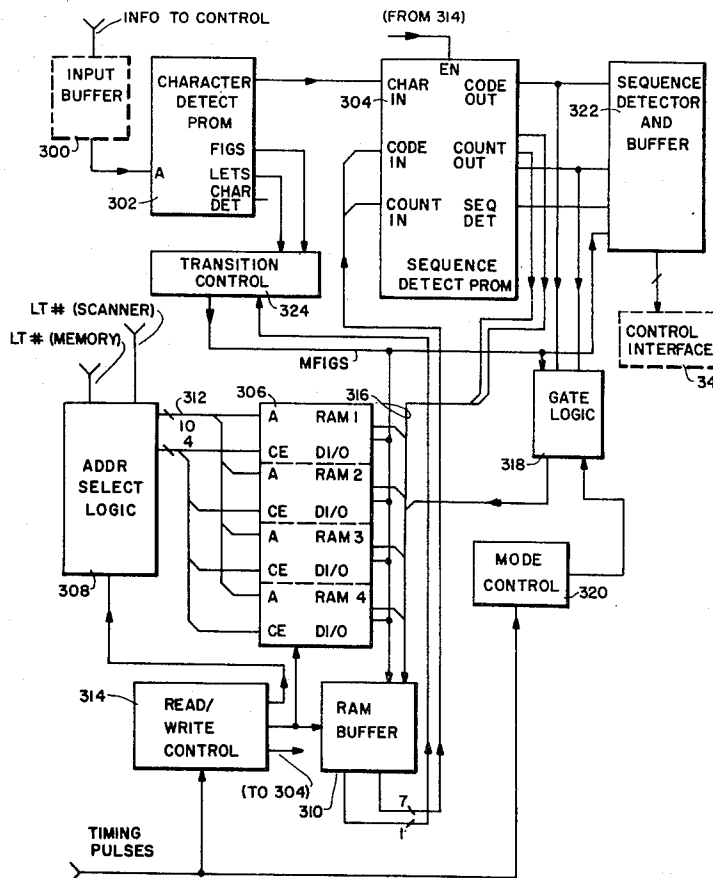 INFO TO CONTROL
(FROM 314)
INPUT
BUFFER
300
CHARACTER
DETECT
PROM
FIGS
LETS
CHAR
DET
A
302
EN
304
CHAR
IN
CODE
OUT
CODE
IN
COUNT
OUT
COUNT
IN
SEQ
DET
SEQUENCE
DETECT PROM
322
SEQUENCE
DETECTOR
AND
BUFFER
TRANSITION
CONTROL
324
LT # (SCANNER)
LT # (MEMORY)
MFIGS
CONTROL
INTERFACE
34
312
10
4
306
A RAM 1
CE DI/O
A RAM 2
CE DI/O
A RAM 3
CE DI/O
A RAM 4
CE DI/O
316
GATE
LOGIC
318
ADDR
SELECT
LOGIC
308
MODE
CONTROL
320
314
READ/
WRITE
CONTROL
(TO 304)
RAM
BUFFER
310
7
1
TIMING
PULSES